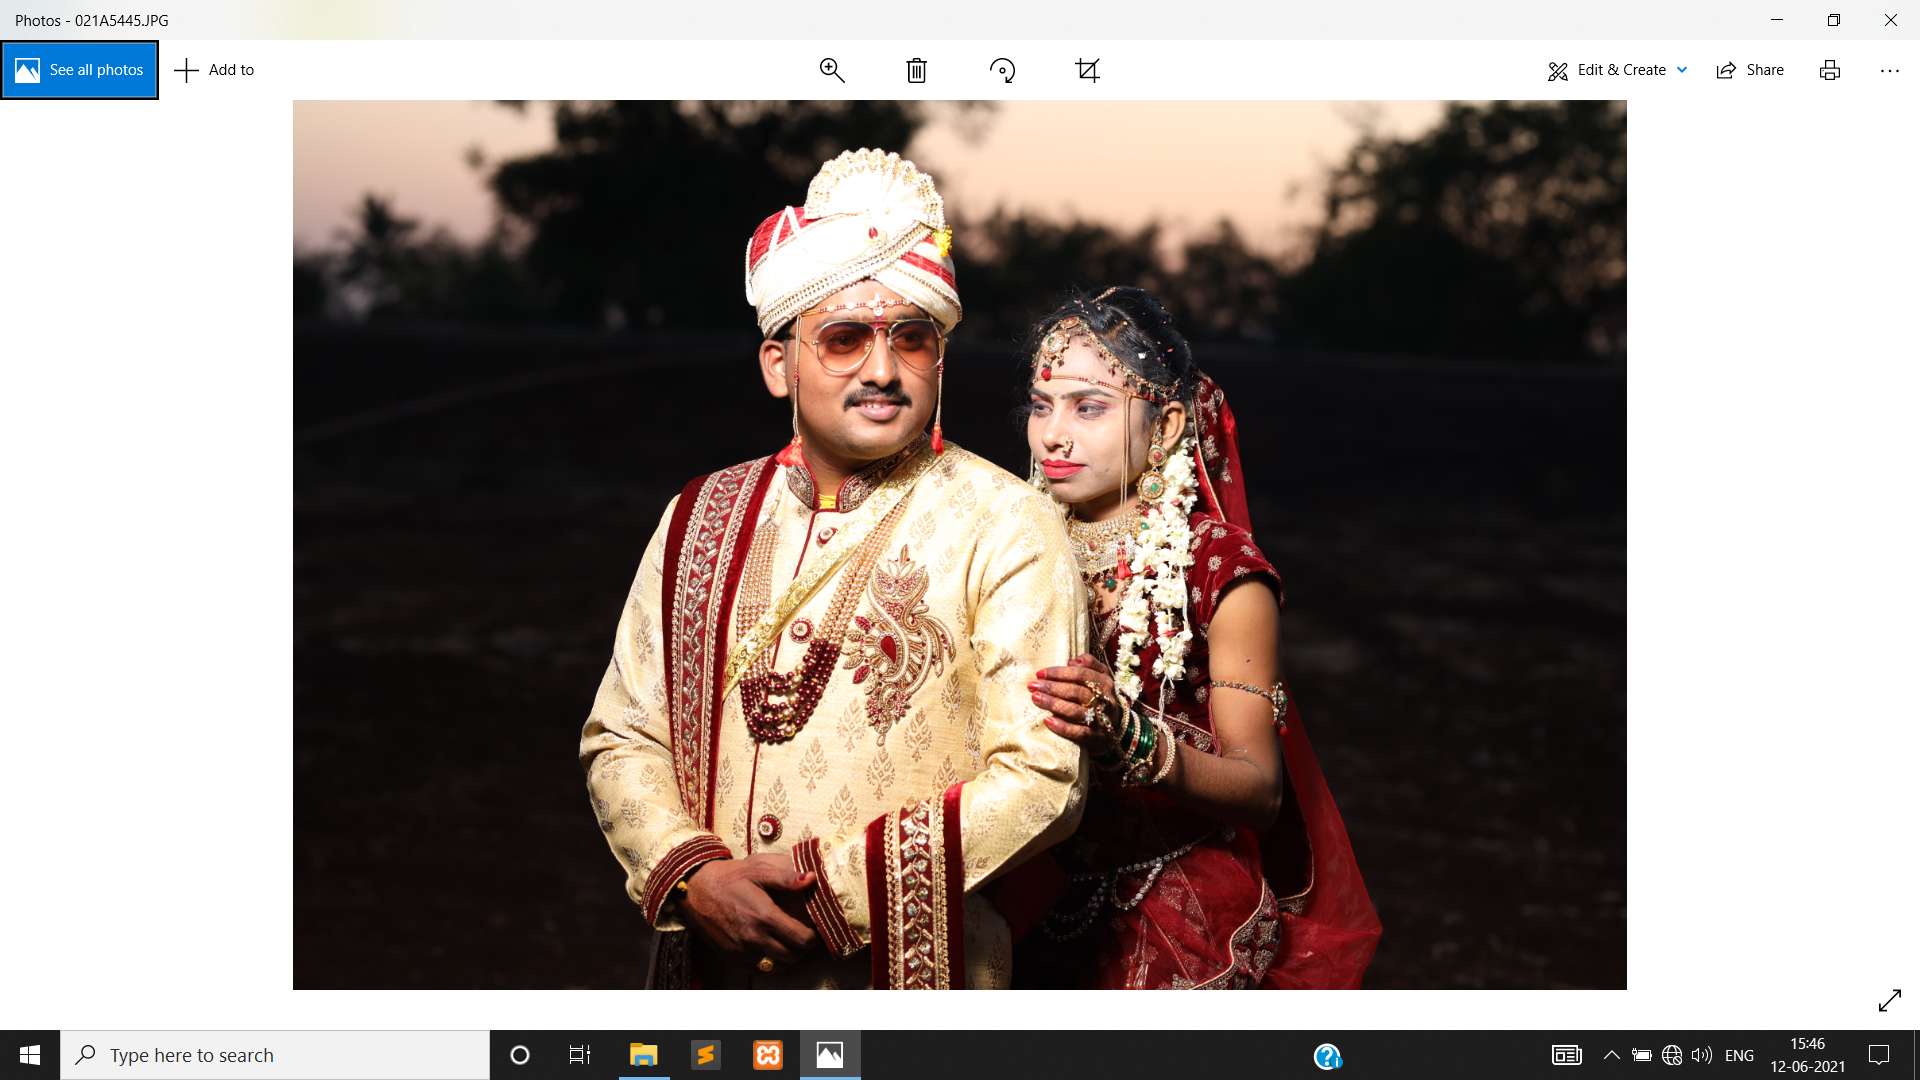 Photos - 021A5445.JPG
See all photos
Add to
Edit & Create
Share
Type here to search
ENG
15:46
12-06-2021